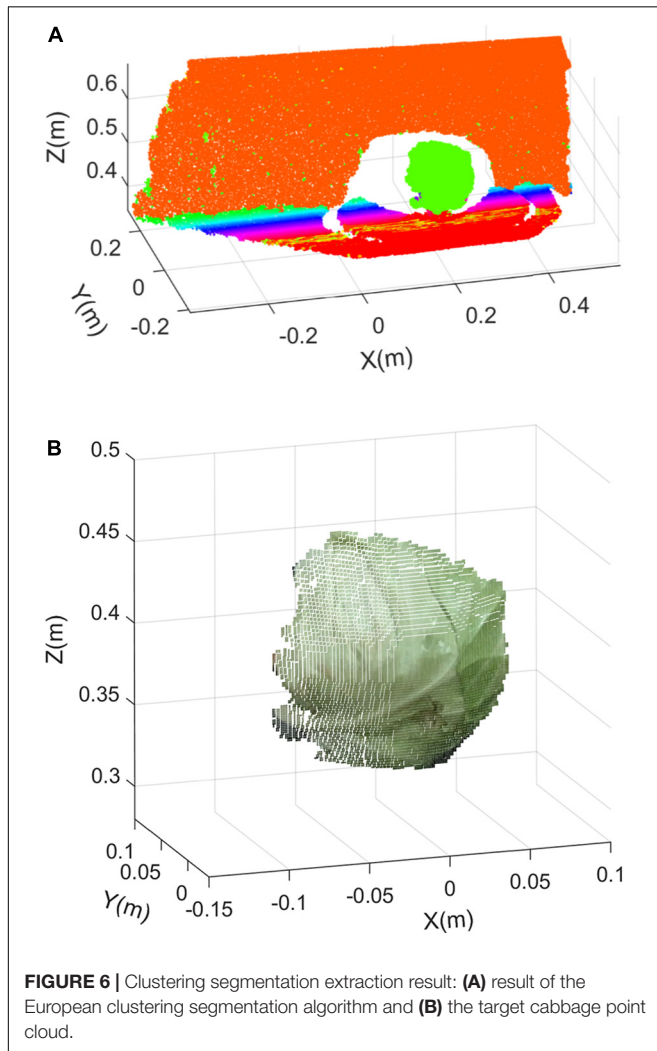 A
0.6
0.5
0.4
Z(m)
0.2
0
-0.2
Y(m)
-0.2
0
0.2
0.4
X(m)
B
0.5
0.45
0.4
0.35
0.3
Z(m)
0.1
0.05
0
Y(m)
-0.15
-0.1
-0.05
0
0.05
0.1
X(m)
FIGURE 6 | Clustering segmentation extraction result: (A) result of the
European clustering segmentation algorithm and (B) the target cabbage point
cloud.